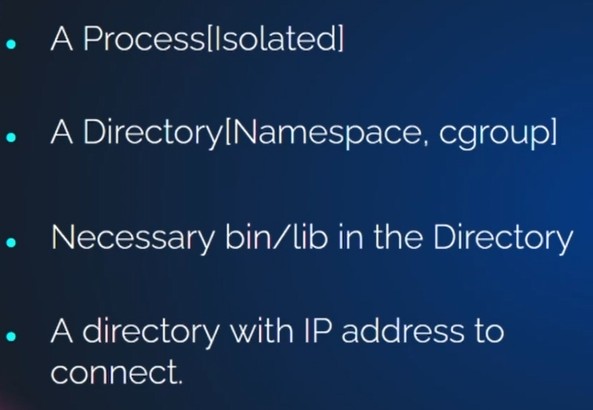 A Process[Isolated]
A Directory[Namespace, cgroup]
Necessary bin/lib in the Directory
A directory with IP address to
connect.